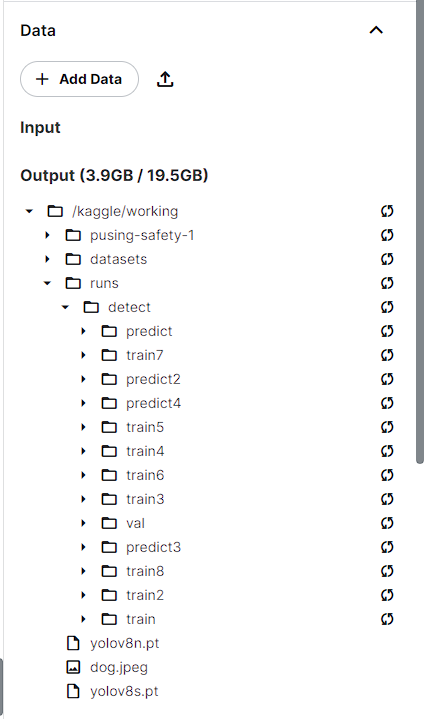 Data
Add Data
Input
Output (3.9GB / 19.5GB)
/kaggle/working
pusing-safety-1
datasets
runs
detect
predict
train7
predict2
predict4
train5
train4
train6
train3
val
predict3
train8
train2
train
yolov8n.pt
dog.jpeg
yolov8s.pt